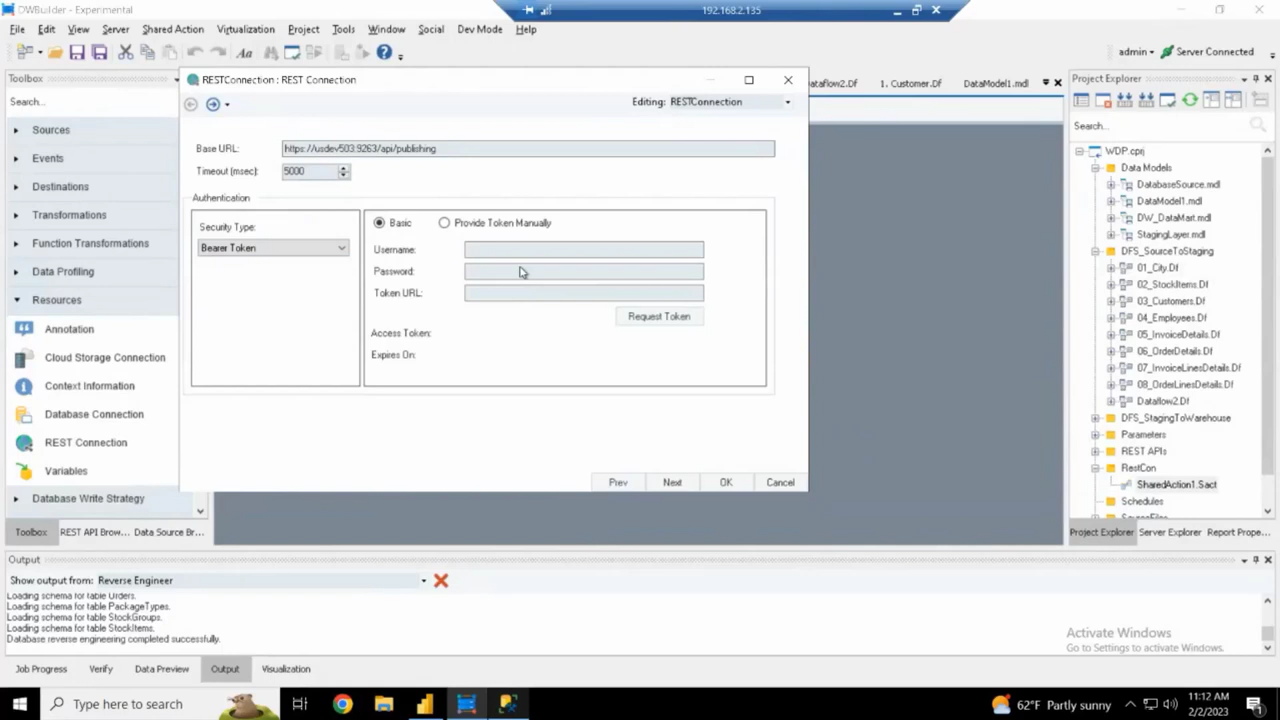 DWBuilder - Experimental
192.168.2.135
File Edit View Server Shared Action Virtualization Project Tools Window Social Dev Mode Help
Aa
admin
Server Connected
Toolbox
Search...
Sources
Events
Destinations
Transformations
Function Transformations
Data Profiling
Resources
Annotation
Cloud Storage Connection
Context Information
Database Connection
REST Connection
Variables
Database Write Strategy
Toolbox REST API Brow... Data Source Br...
RESTConnection : REST Connection
Editing: RESTConnection
Base URL: https://usdev503:9263/api/publishing
Timeout (msec): 5000
Authentication
Security Type:
Bearer Token
Basic Provide Token Manually
Username:
Password:
Token URL:
Request Token
Access Token:
Expires On:
Prev Next OK Cancel
Dataflow2.Df 1. Customer.Df DataModel1.mdl
Project Explorer
Search...
WDP.cprj
Data Models
DatabaseSource.mdl
DataModel1.mdl
DW_DataMart.mdl
StagingLayer.mdl
DFS_SourceToStaging
01_City.Df
02_StockItems.Df
03_Customers.Df
04_Employees.Df
05_InvoiceDetails.Df
06_OrderDetails.Df
07_InvoiceLinesDetails.Df
08_OrderLinesDetails.Df
Dataflow2.Df
DFS_StagingToWarehouse
Parameters
REST APIs
RestCon
SharedAction1.Sact
Schedules
Project Explorer Server Explorer Report Prope...
Output
Show output from: Reverse Engineer
Loading schema for table Orders.
Loading schema for table PackageTypes.
Loading schema for table StockGroups.
Loading schema for table StockItems.
Database reverse engineering completed successfully.
Activate Windows
Go to Settings to activate Windows.
Job Progress Verify Data Preview Output Visualization
Type here to search
62°F Partly sunny
11:12 AM
2/2/2023
1